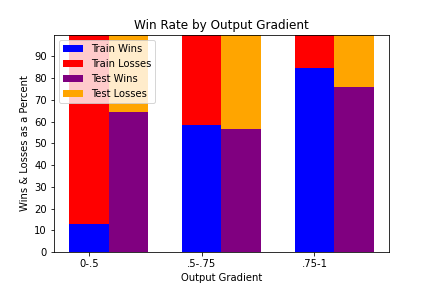 Win Rate by Output Gradient
Train Wins
Train Losses
Test Wins
Test Losses
Wins & Losses as a Percent
90
80
70
60
50
40
30
20
10
0
0-.5
.5-.75
.75-1
Output Gradient